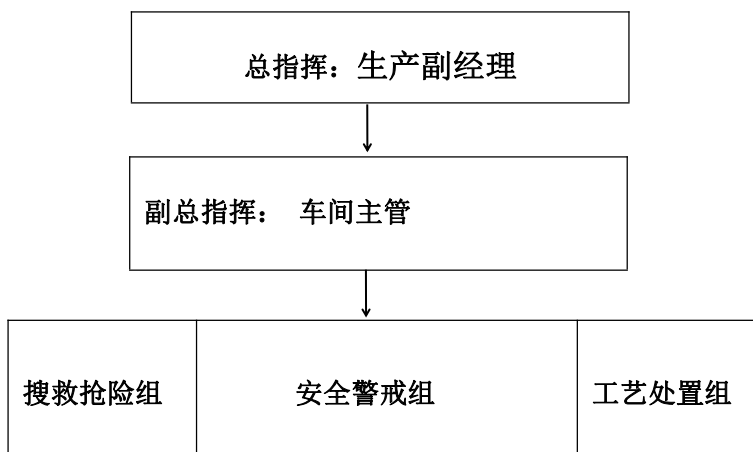 总指挥：生产副经理
副总指挥： 车间主管
搜救抢险组
安全警戒组
工艺处置组